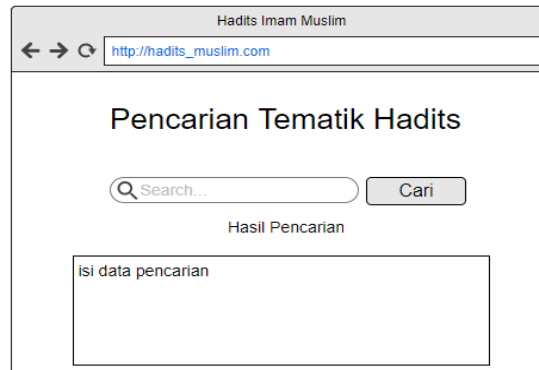 Hadits Imam Muslim
http://hadits_muslim.com
Pencarian Tematik Hadits
Search... Cari
Hasil Pencarian
isi data pencarian